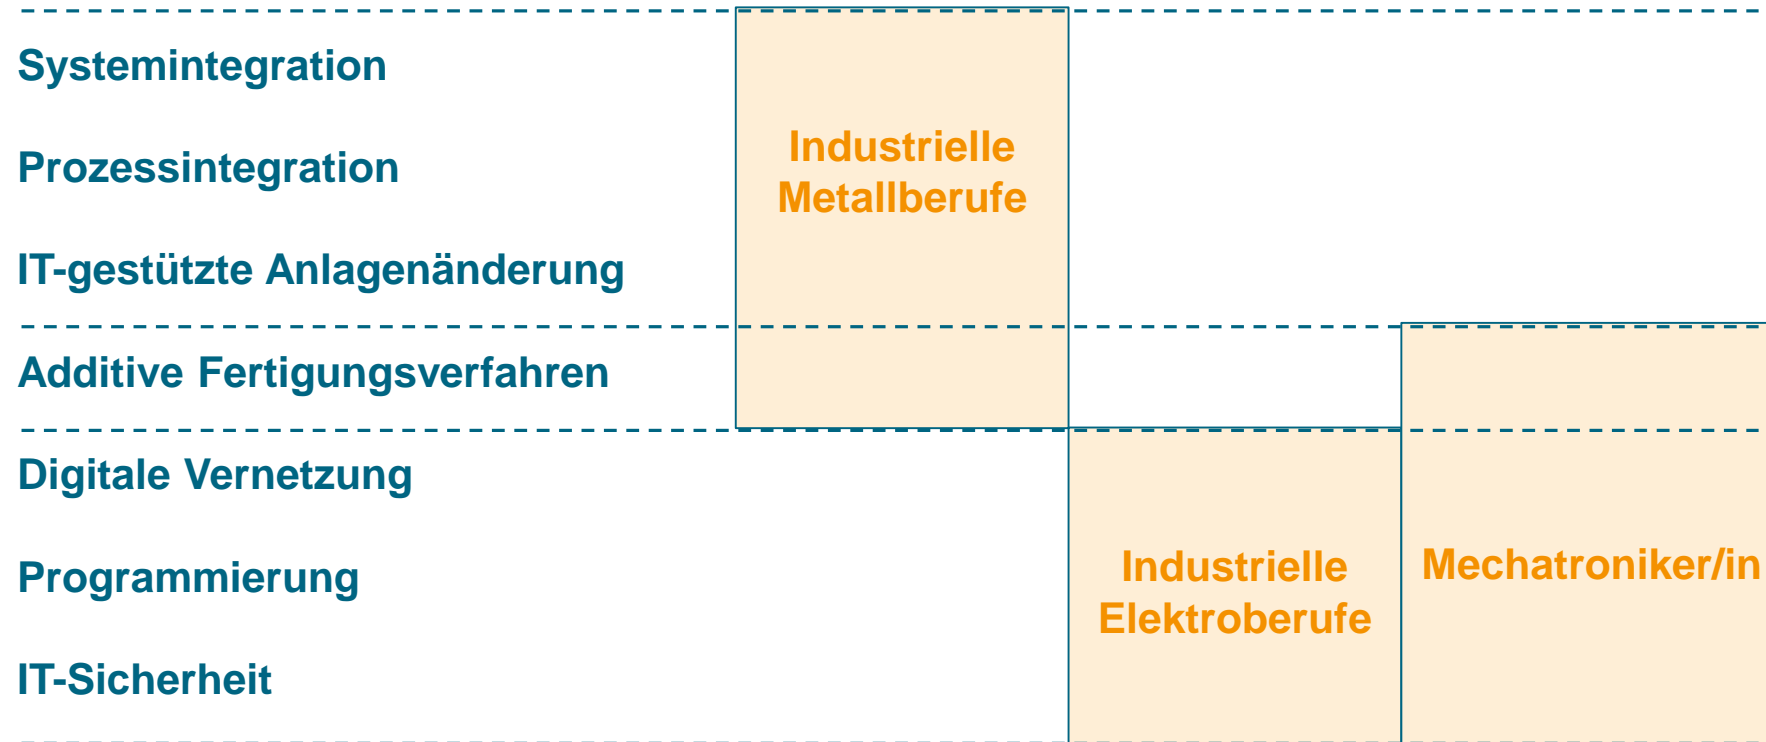 Systemintegration
Prozessintegration
IT-gestützte Anlagenänderung
Additive Fertigungsverfahren
Digitale Vernetzung
Programmierung
IT-Sicherheit
Industrielle
Metallberufe
Industrielle
Elektroberufe
Mechatroniker/in